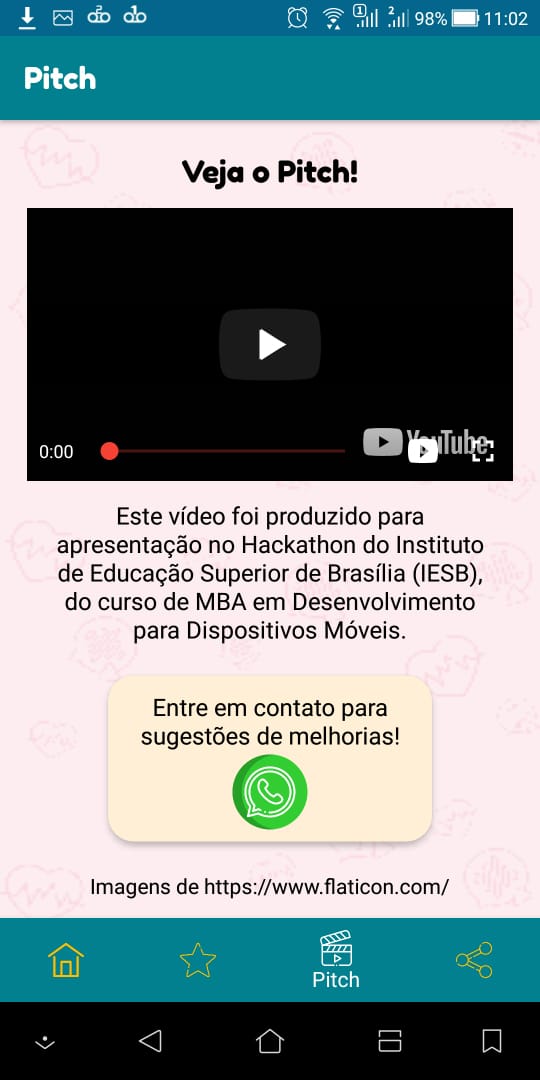 1
2
98%
11:02
Pitch
Veja o Pitch!
0:00
YouTube
Este vídeo foi produzido para
apresentação no Hackathon do Instituto
de Educação Superior de Brasília (IESB),
do curso de MBA em Desenvolvimento
para Dispositivos Móveis.
Entre em contato para
sugestões de melhorias!
Imagens de https://www.flaticon.com/
Pitch